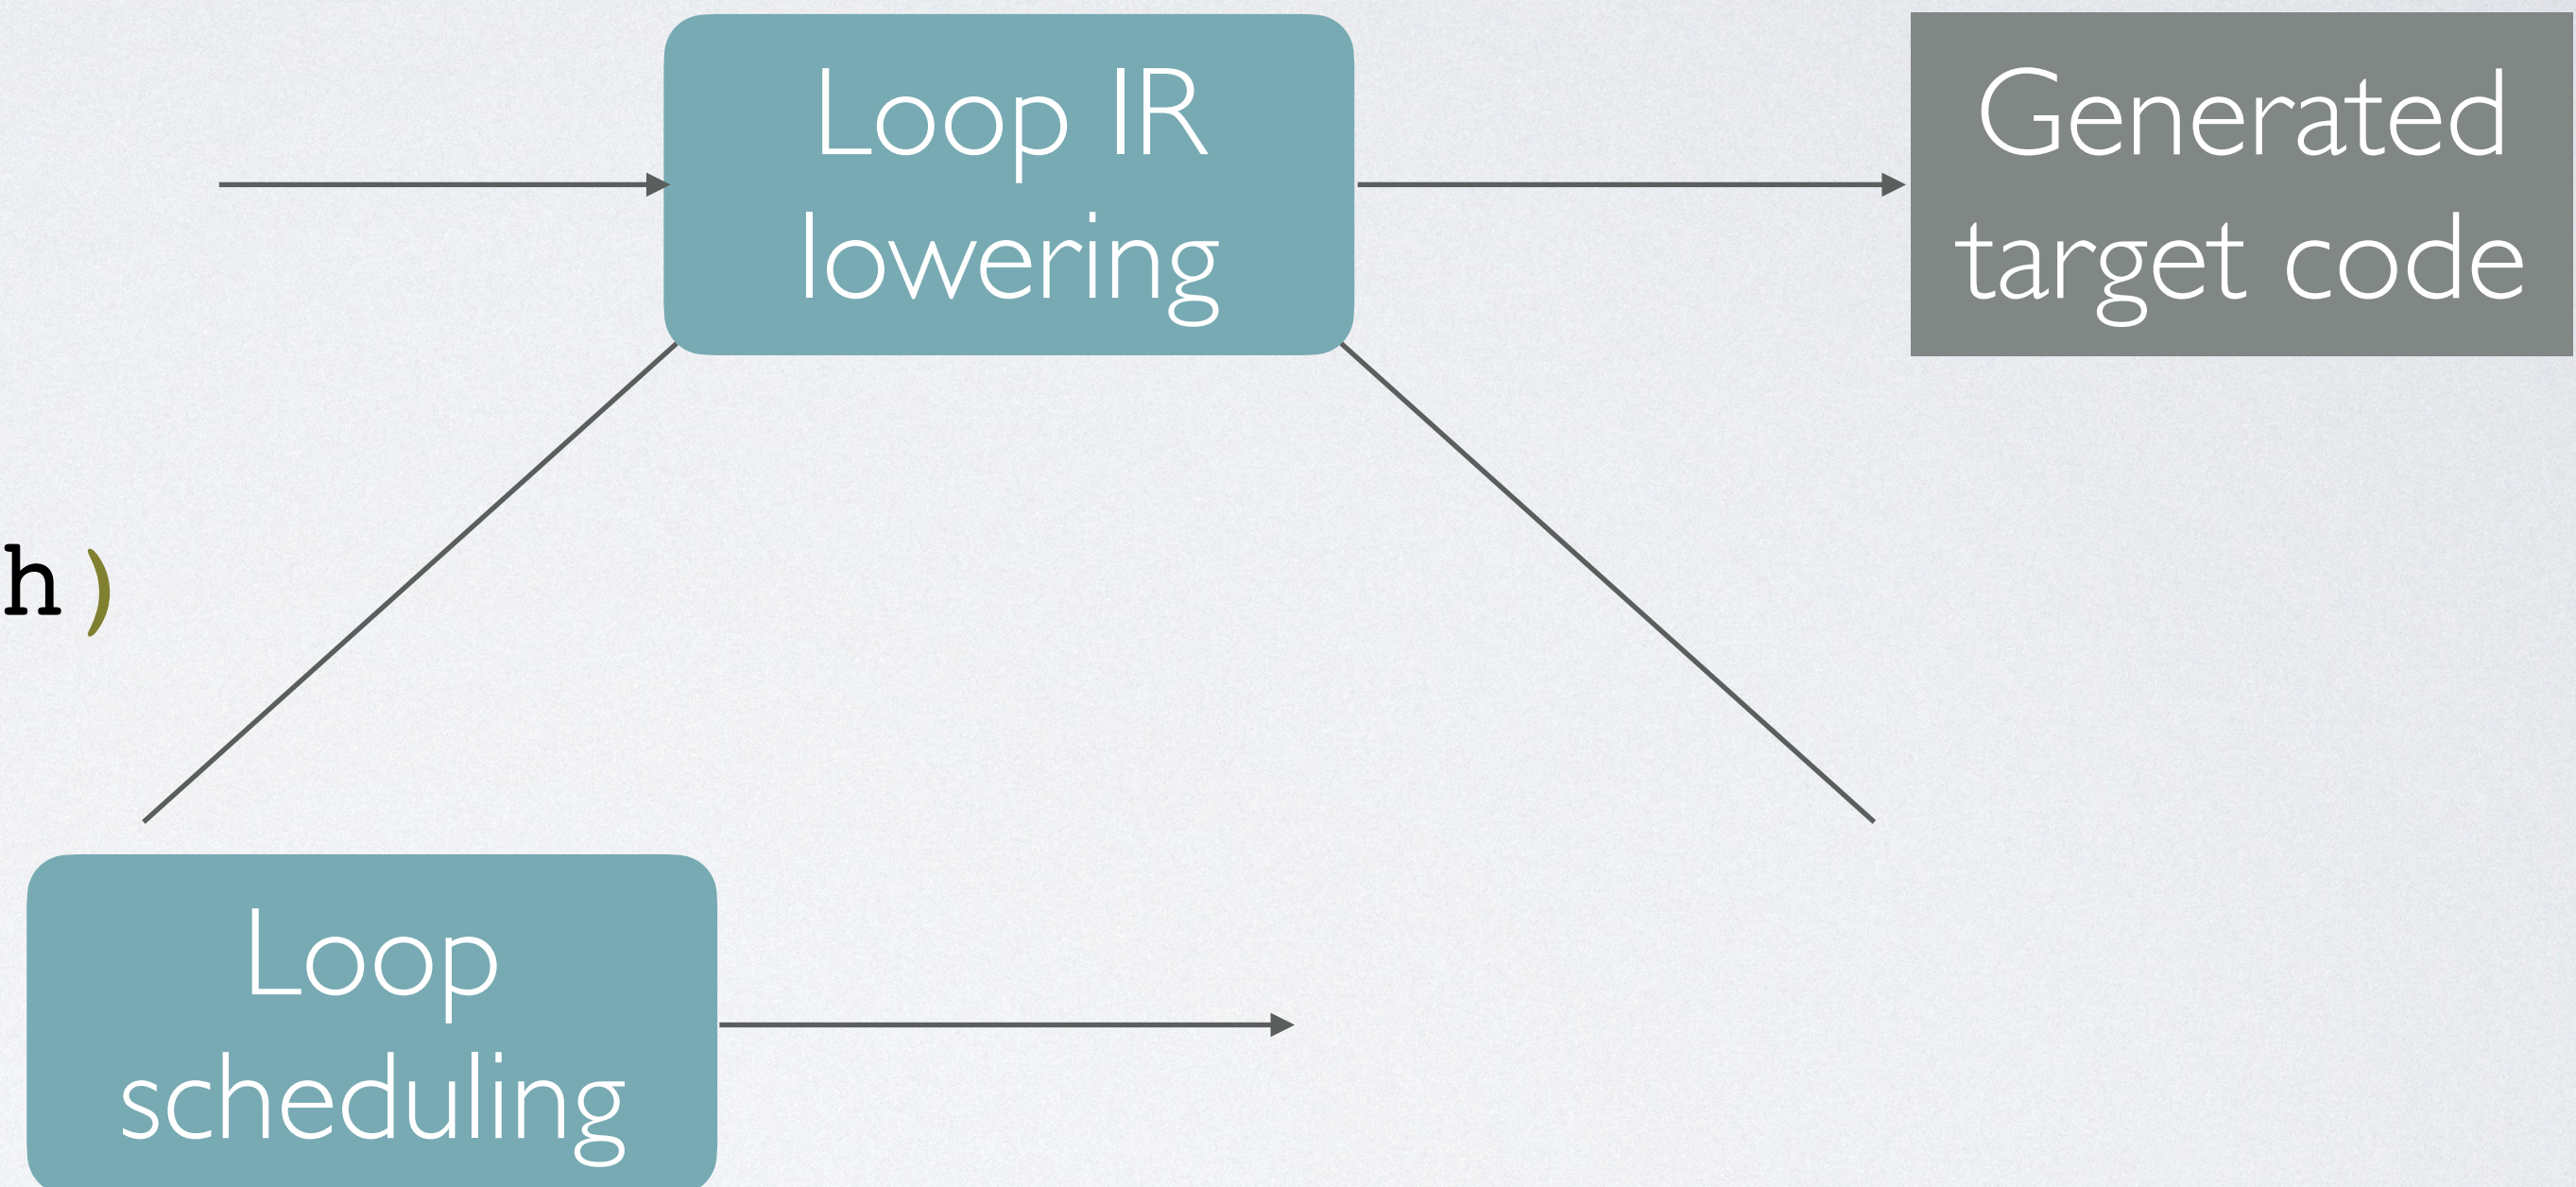 Loop IR
lowering
Generated
target code
h)
Loop
scheduling